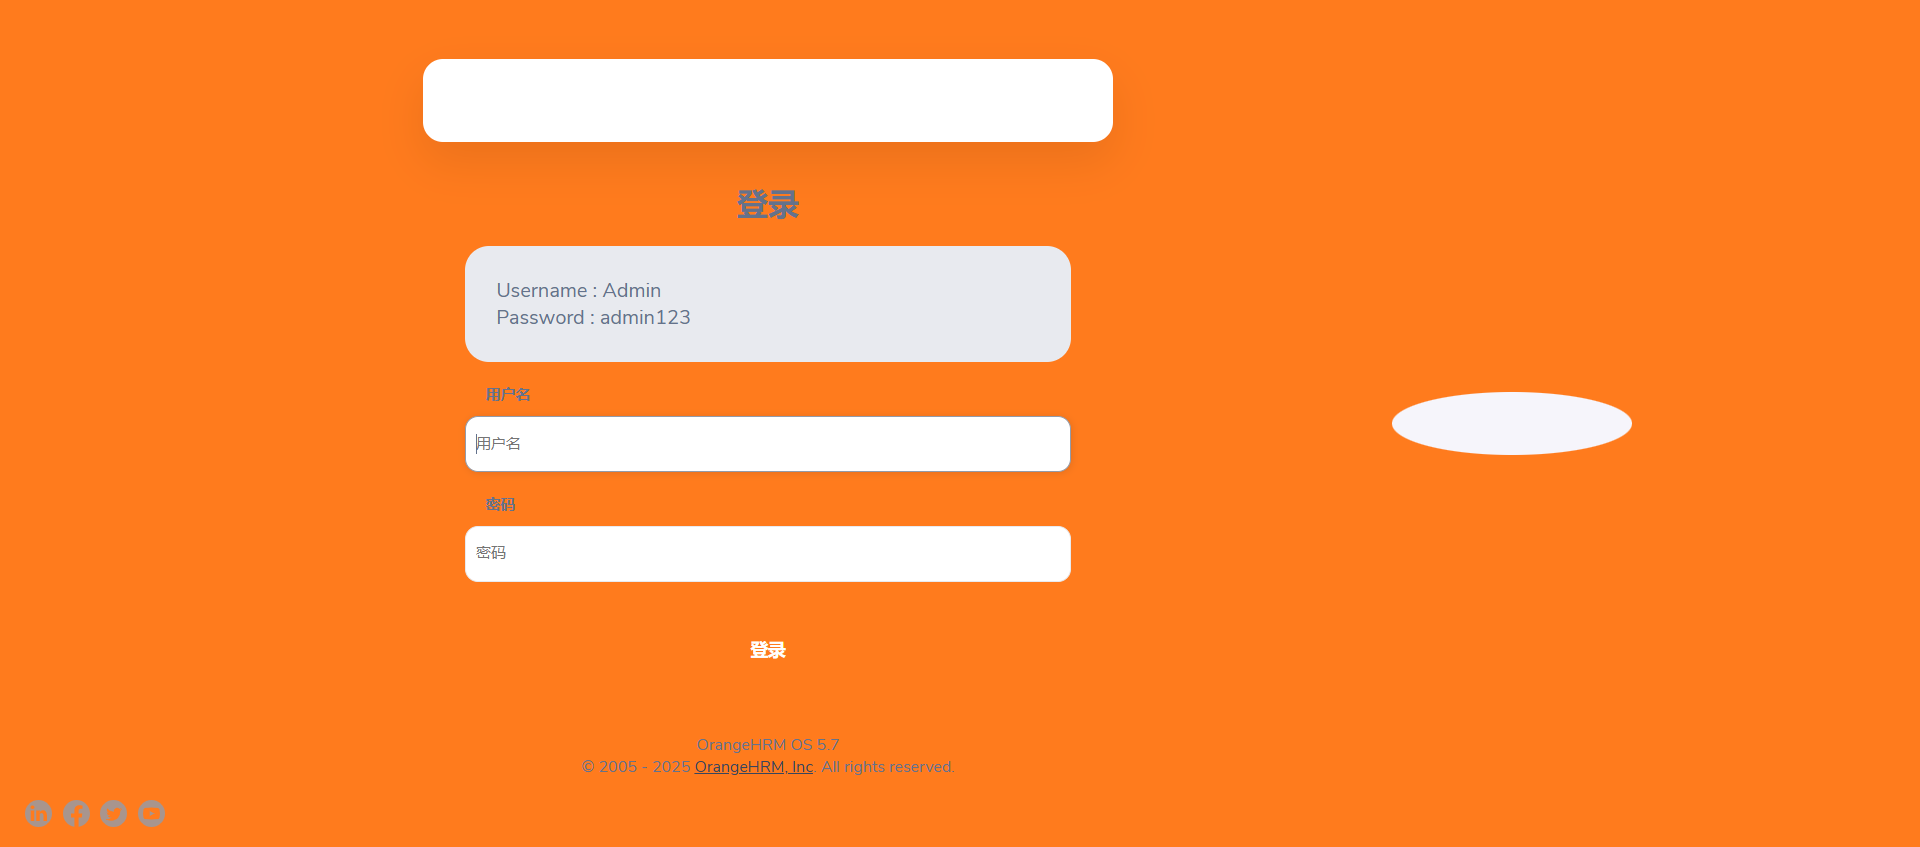 登录
Username : Admin
Password : admin123
用户名
用户名
密码
密码
登录
OrangeHRM OS 5.7
© 2005 - 2025 OrangeHRM, Inc. All rights reserved.